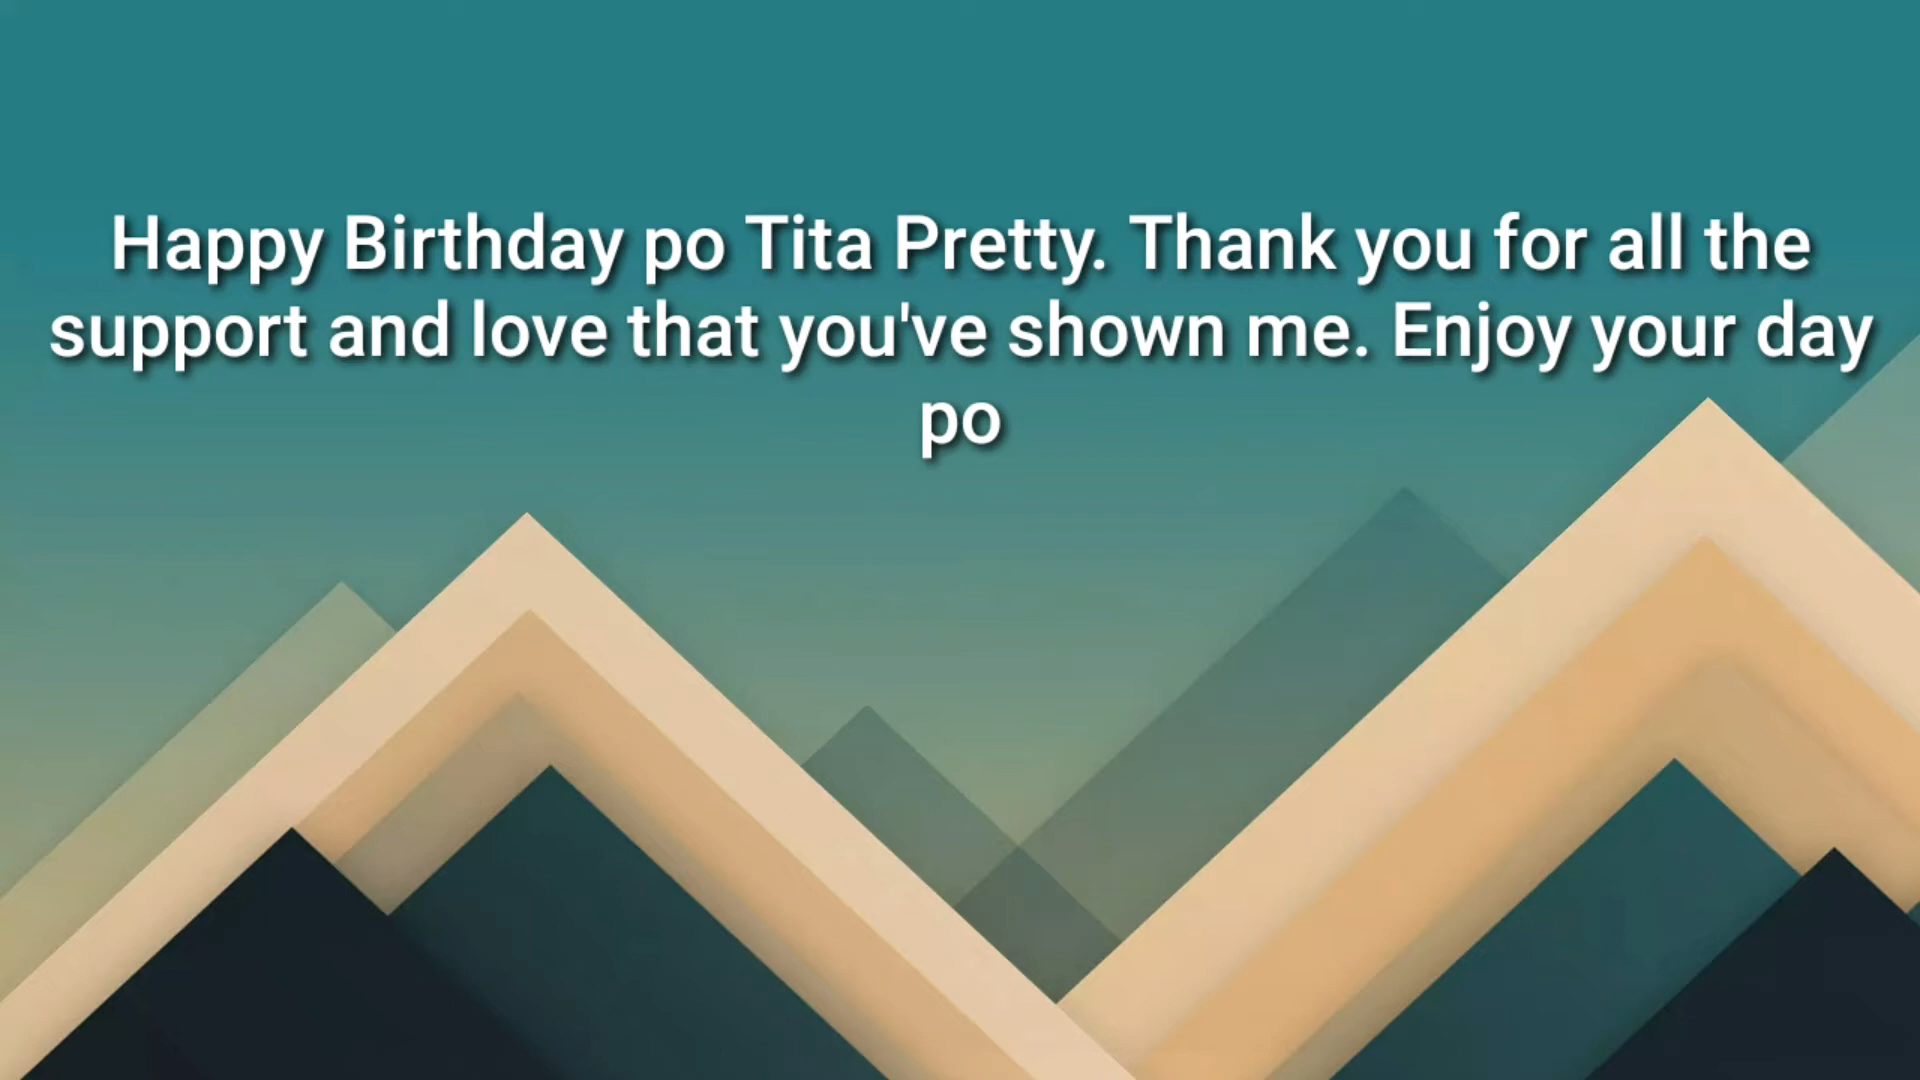 Happy Birthday po Tita Pretty. Thank you for all the
support and love that you've shown me. Enjoy your day
po